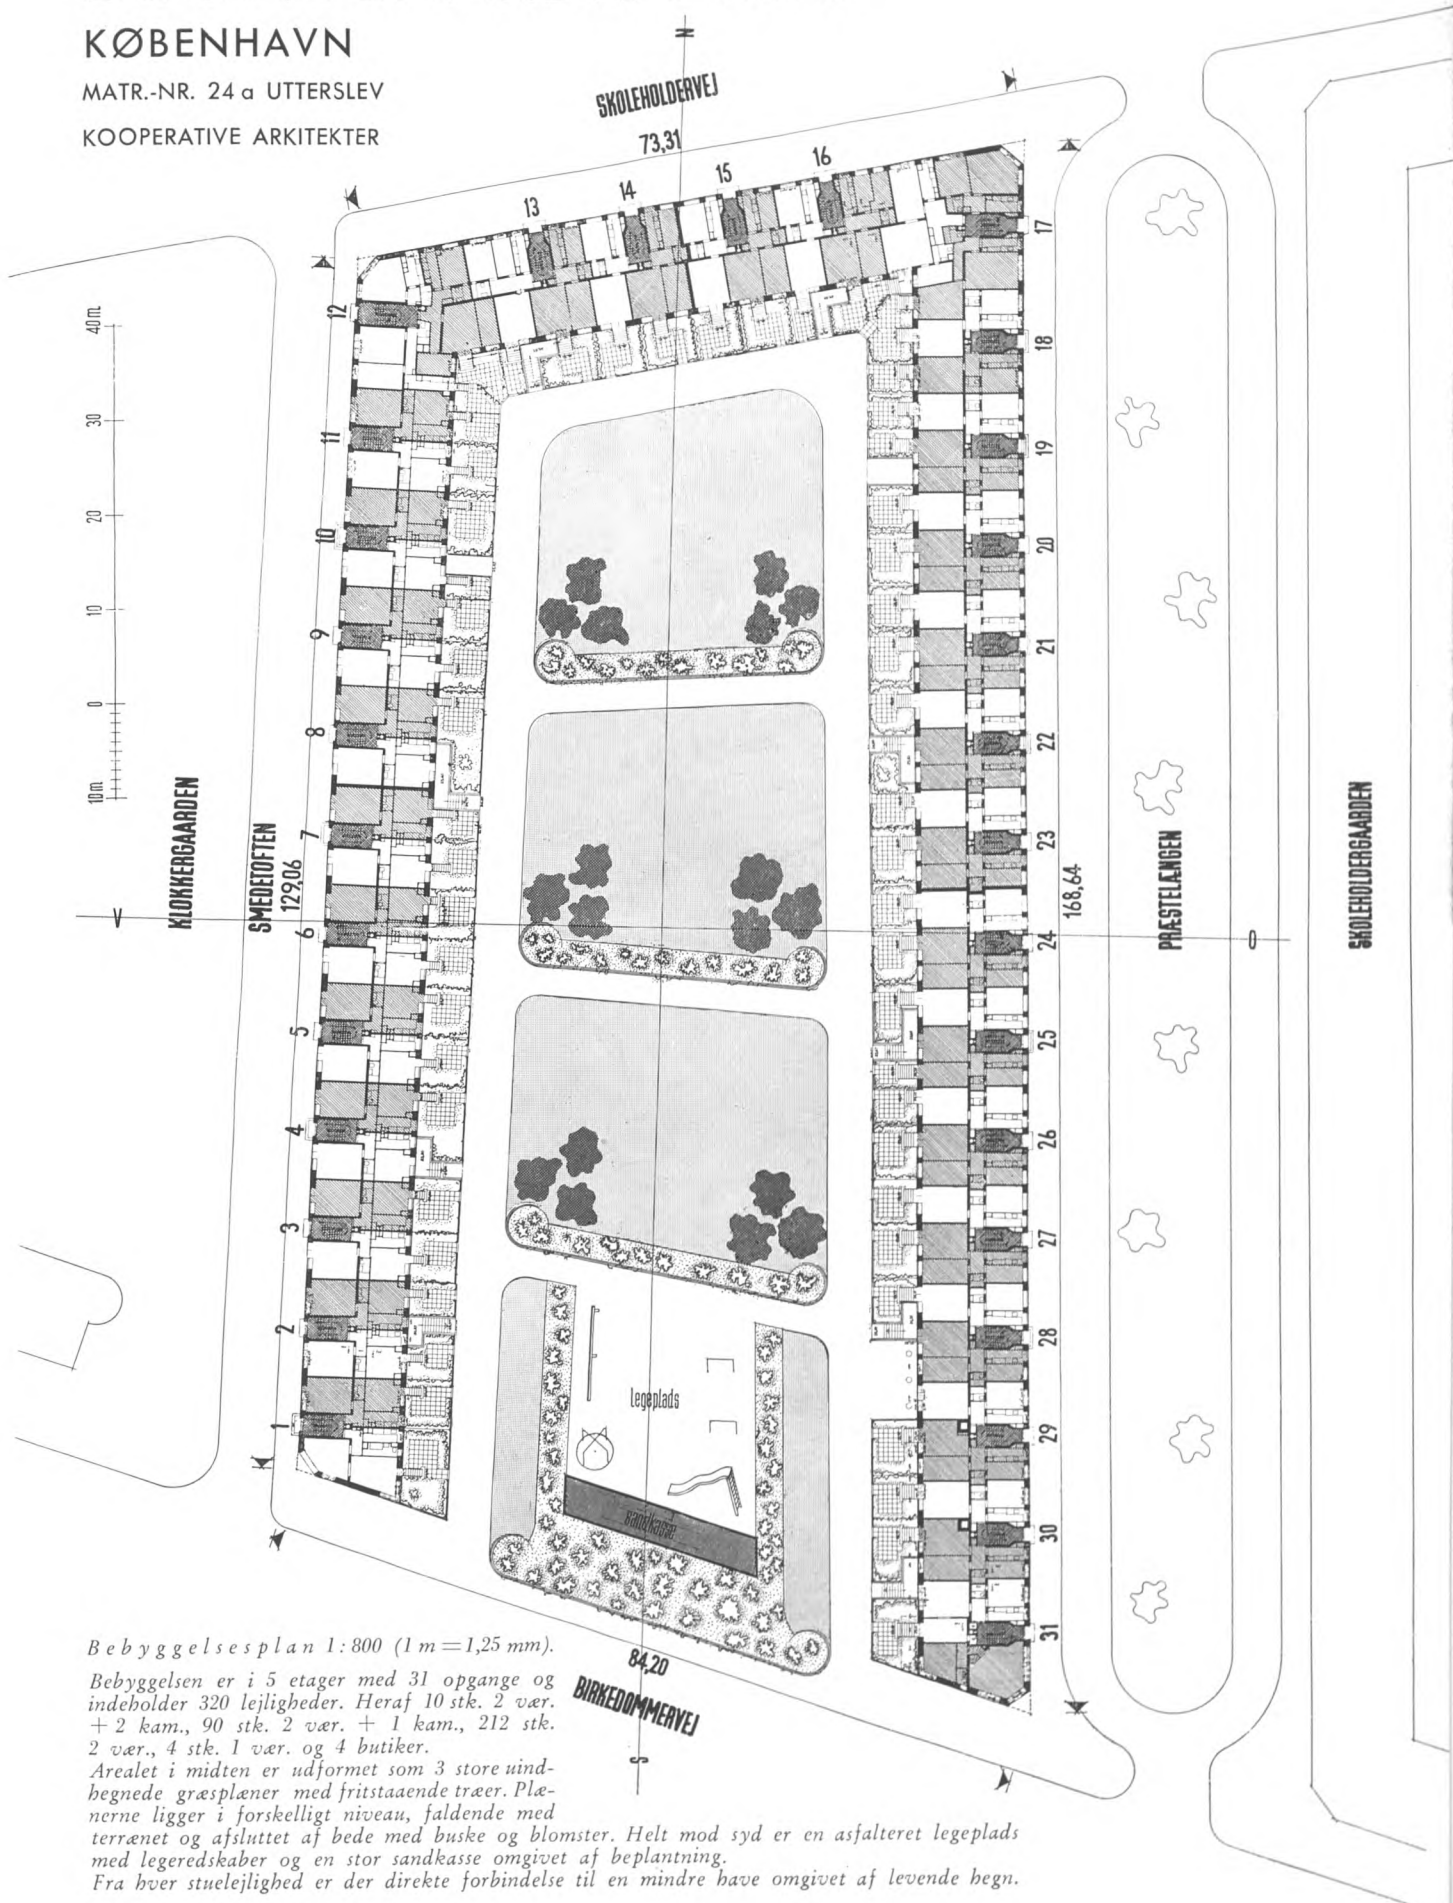 KØBENHAVN
MATR.-NR. 24 a UTTERSLEV
KOOPERATIVE ARKITEKTER
N
SKOLEHOLDERVEJ
73,31
13
14
15
16
17
12
18
11
19
10
20
9
21
8
22
7
23
6
24
5
25
4
26
3
27
2
28
1
29
30
31
40m
30
20
10
0
10m
V
KLOKKERGAARDEN
SMEDETOFTEN
129,06
168,64
PRÆSTELÆNGEN
O
SKOLEHOLDERGAARDEN
Legeplads
sandkasse
84,20
BIRKEDOMMERVEJ
S
Bebyggelsesplan 1:800 (1 m = 1,25 mm).
Bebyggelsen er i 5 etager med 31 opgange og
indeholder 320 lejligheder. Heraf 10 stk. 2 vær.
+ 2 kam., 90 stk. 2 vær. + 1 kam., 212 stk.
2 vær., 4 stk. 1 vær. og 4 butiker.
Arealet i midten er udformet som 3 store uind-
hegnede græsplæner med fritstaaende træer. Plæ-
nerne ligger i forskelligt niveau, faldende med
terrænet og afsluttet af bede med buske og blomster. Helt mod syd er en asfalteret legeplads
med legeredskaber og en stor sandkasse omgivet af beplantning.
Fra hver stuelejlighed er der direkte forbindelse til en mindre have omgivet af levende hegn.